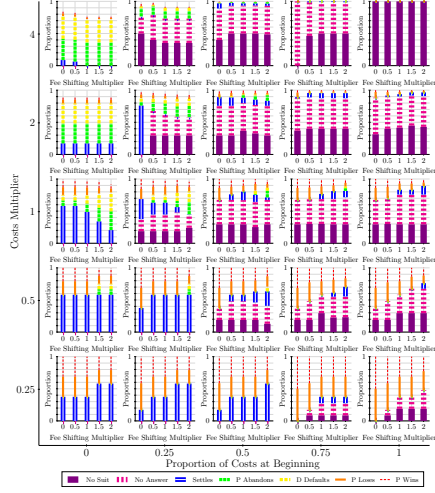 Costs Multiplier
4
2
1
0.5
0.25
Proportion
0 0.5 1 1.5 2
Fee Shifting Multiplier
0 0.25 0.5 0.75 1
Proportion of Costs at Beginning
No Suit No Answer Settles P Abandons D Defaults P Loses P Wins